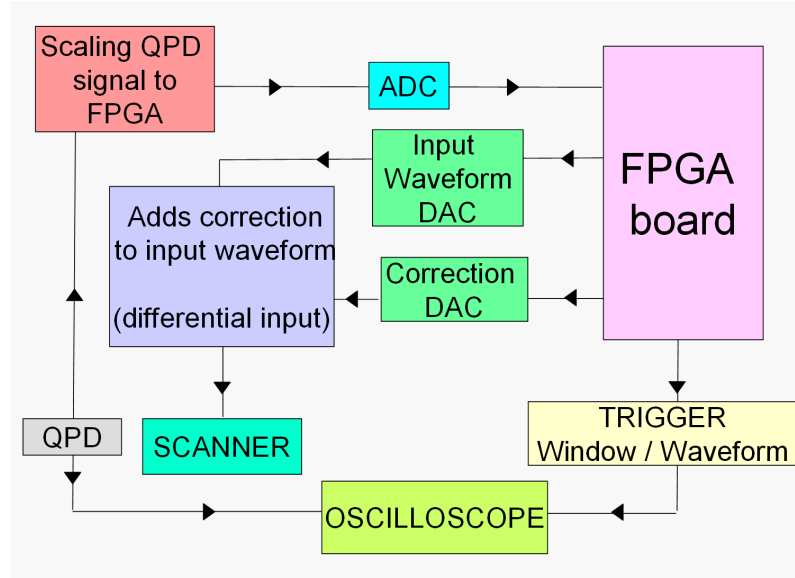 Scaling QPD
signal to
FPGA
ADC
FPGA
board
Input
Waveform
DAC
Adds correction
to input waveform
(differential input)
Correction
DAC
QPD
SCANNER
TRIGGER
Window / Waveform
OSCILLOSCOPE